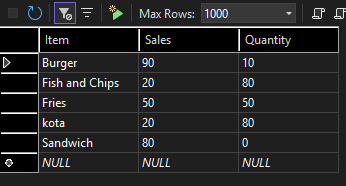 Max Rows: 1000
Item Sales Quantity
Burger 90 10
Fish and Chips 20 80
Fries 50 50
kota 20 80
Sandwich 80 0
NULL NULL NULL